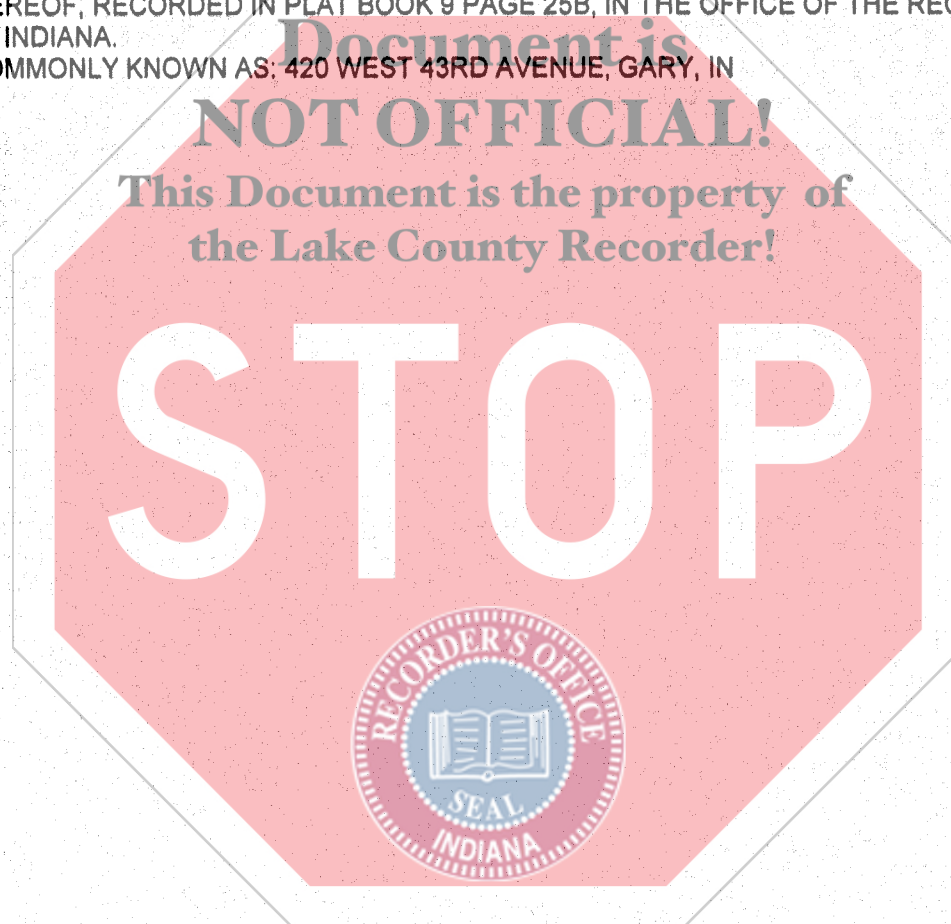 EREOF, RECORDED IN PLAT BOOK 9 PAGE 25B, IN THE OFFICE OF THE
INDIANA.
OMMONLY KNOWN AS: 420 WEST 43RD AVENUE, GARY, IN
Document is
NOT OFFICIAL!
This Document is the property of
the Lake County Recorder!
STOP
RECORDER'S OFFICE
SEAL
INDIANA